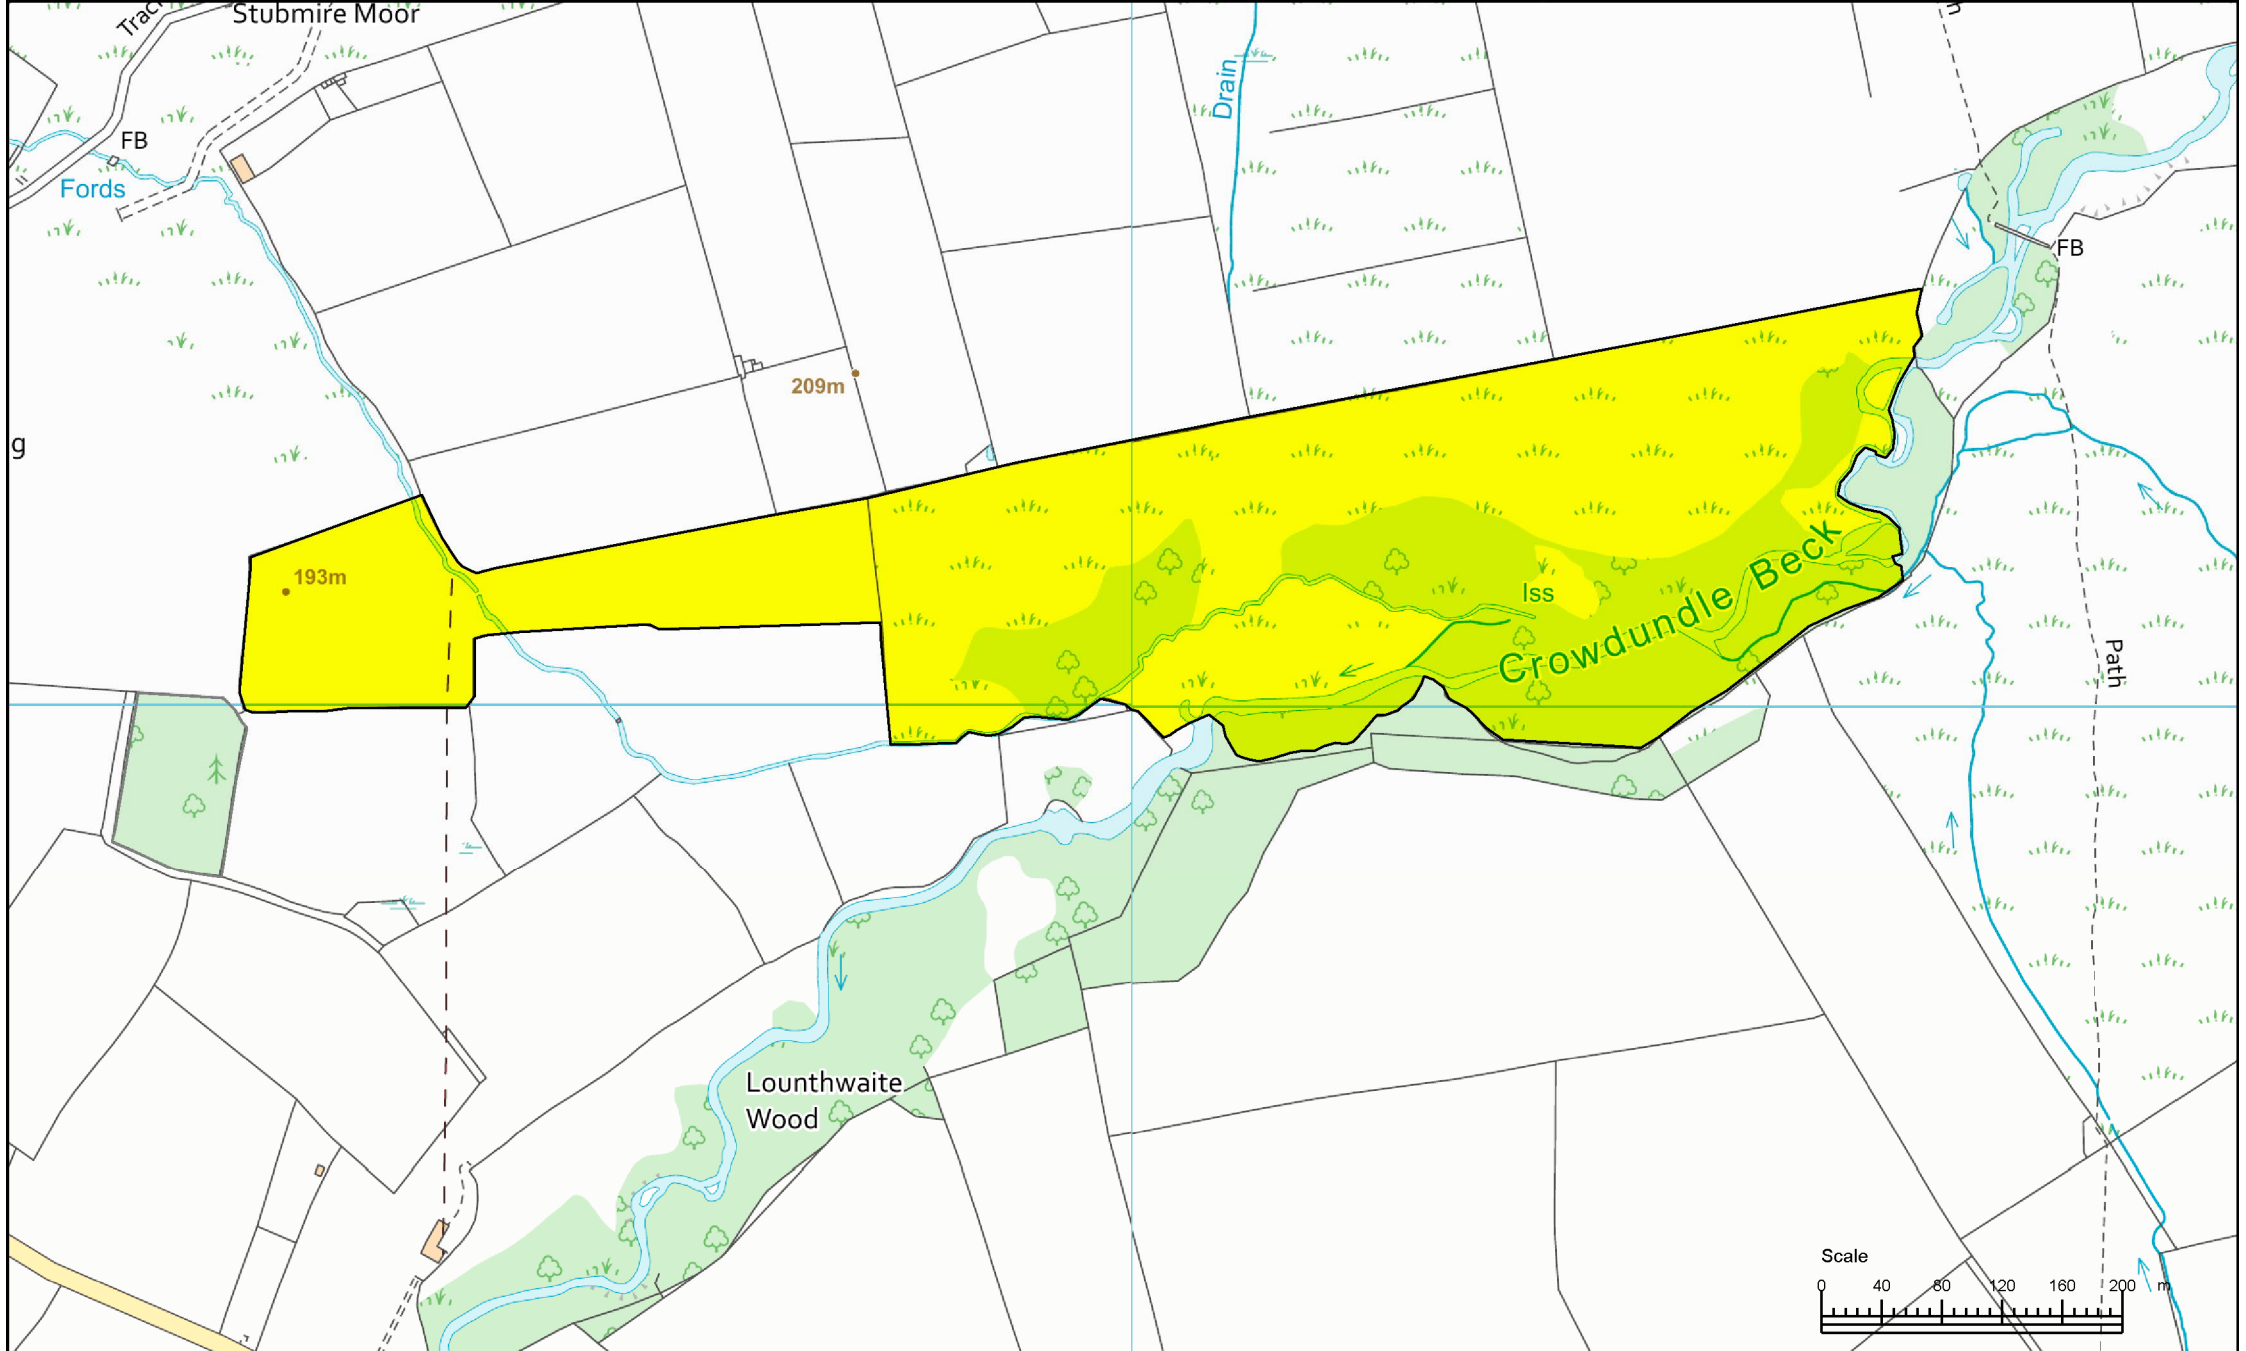 Track
Stubmire Moor
Drain
FB
Fords
FB
209m
g
193m
Iss
Crowdundle Beck
Path
Lounthwaite
Wood
Scale
0 40 80 120 160 200 m